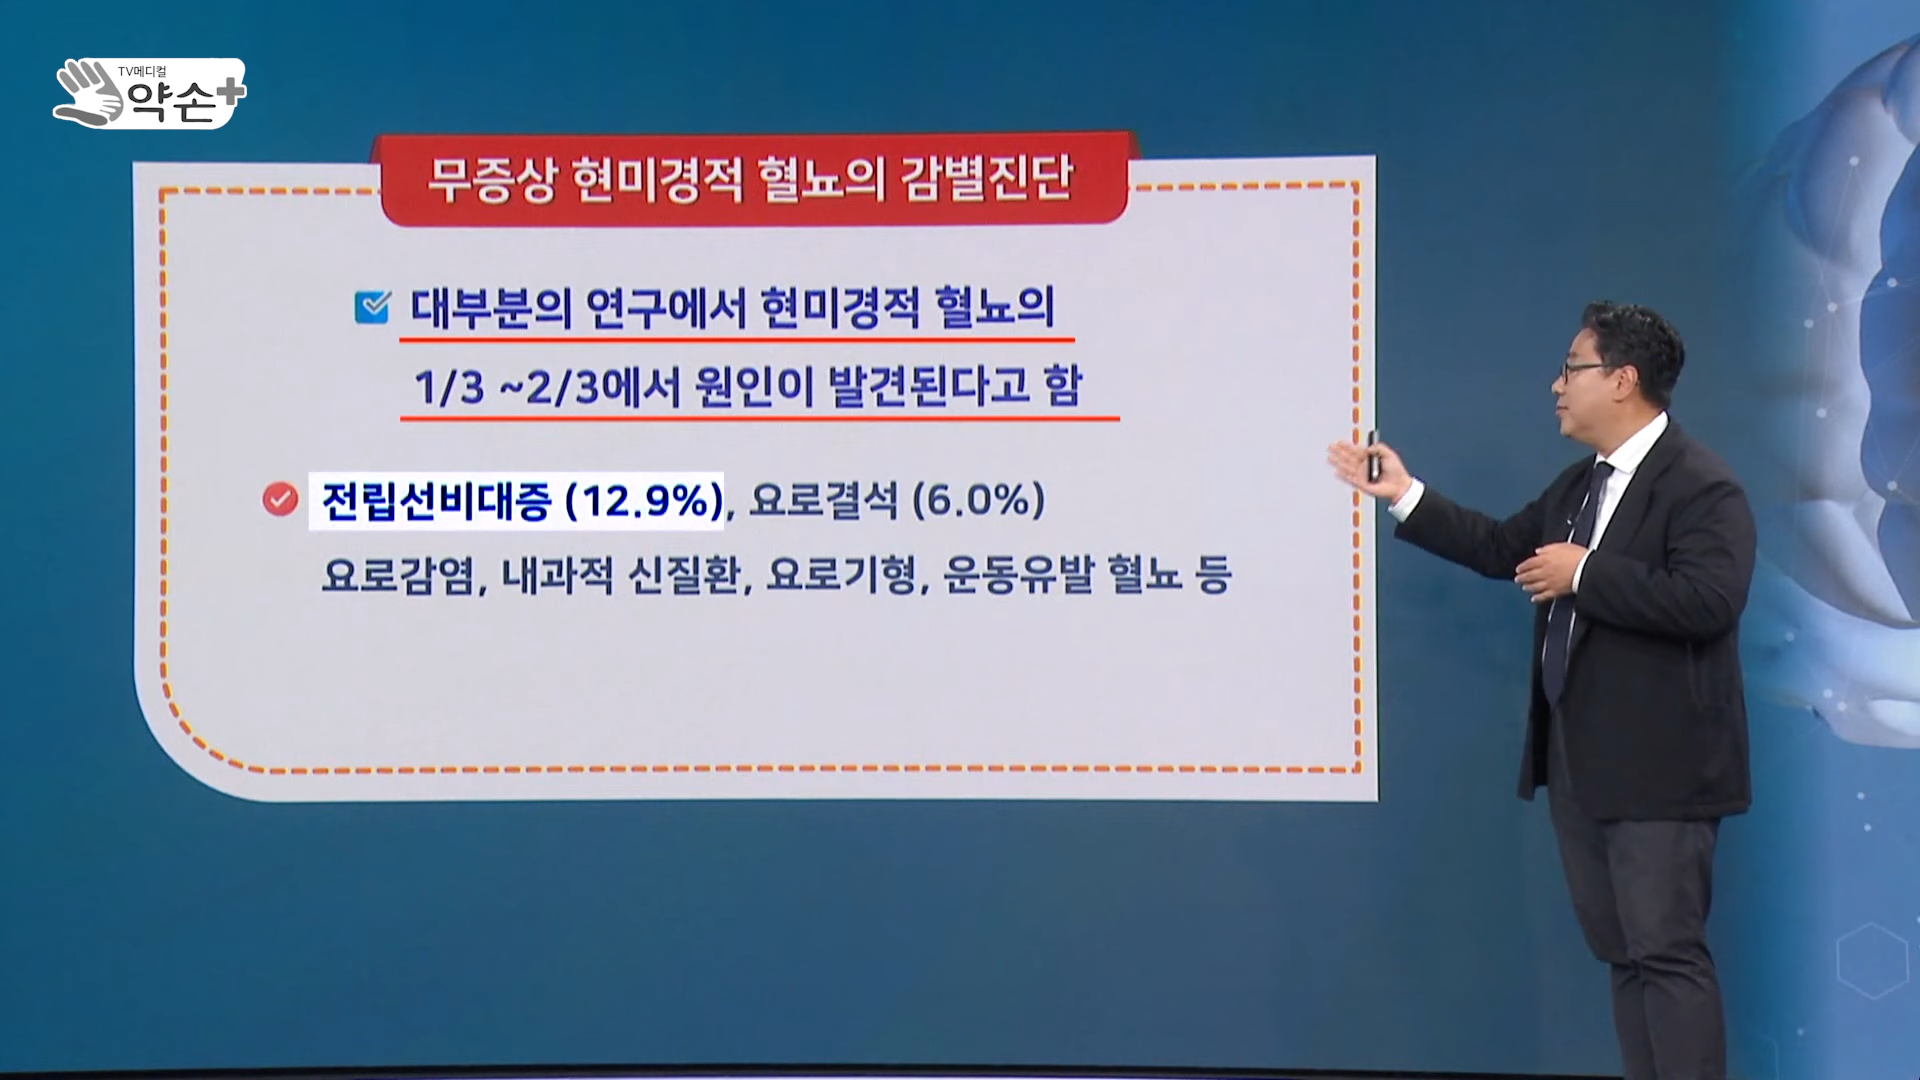 TV메디컬
약손+
무증상 현미경적 혈뇨의 감별진단
대부분의 연구에서 현미경적 혈뇨의
1/3 ~2/3에서 원인이 발견된다고 함
전립선비대증 (12.9%), 요로결석 (6.0%)
요로감염, 내과적 신질환, 요로기형, 운동유발 혈뇨 등